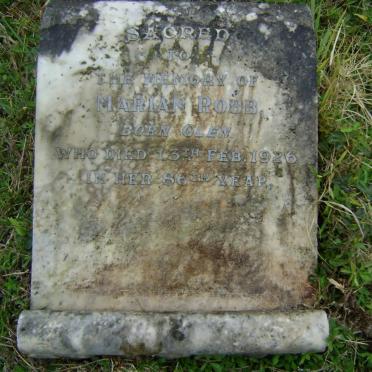 SACRED
TO
THE MEMORY OF
MARIAN ROBB
BORN GLEN
WHO DIED 13TH FEB. 1926
IN HER 86TH YEAR.